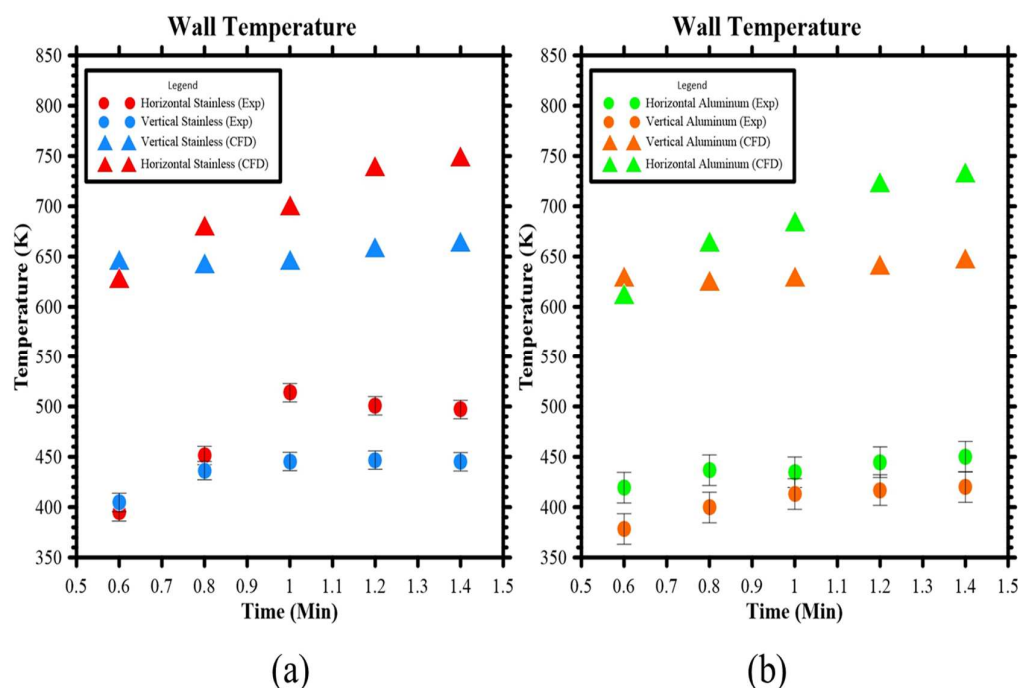 Wall Temperature
850
800
750
700
650
600
550
500
450
400
350
Temperature (K)
Legend
Horizontal Stainless (Exp)
Vertical Stainless (Exp)
Vertical Stainless (CFD)
Horizontal Stainless (CFD)
0.5 0.6 0.7 0.8 0.9 1 1.1 1.2 1.3 1.4 1.5
Time (Min)
(a)
Wall Temperature
850
800
750
700
650
600
550
500
450
400
350
Temperature (K)
Legend
Horizontal Aluminum (Exp)
Vertical Aluminum (Exp)
Vertical Aluminum (CFD)
Horizontal Aluminum (CFD)
0.5 0.6 0.7 0.8 0.9 1 1.1 1.2 1.3 1.4 1.5
Time (Min)
(b)